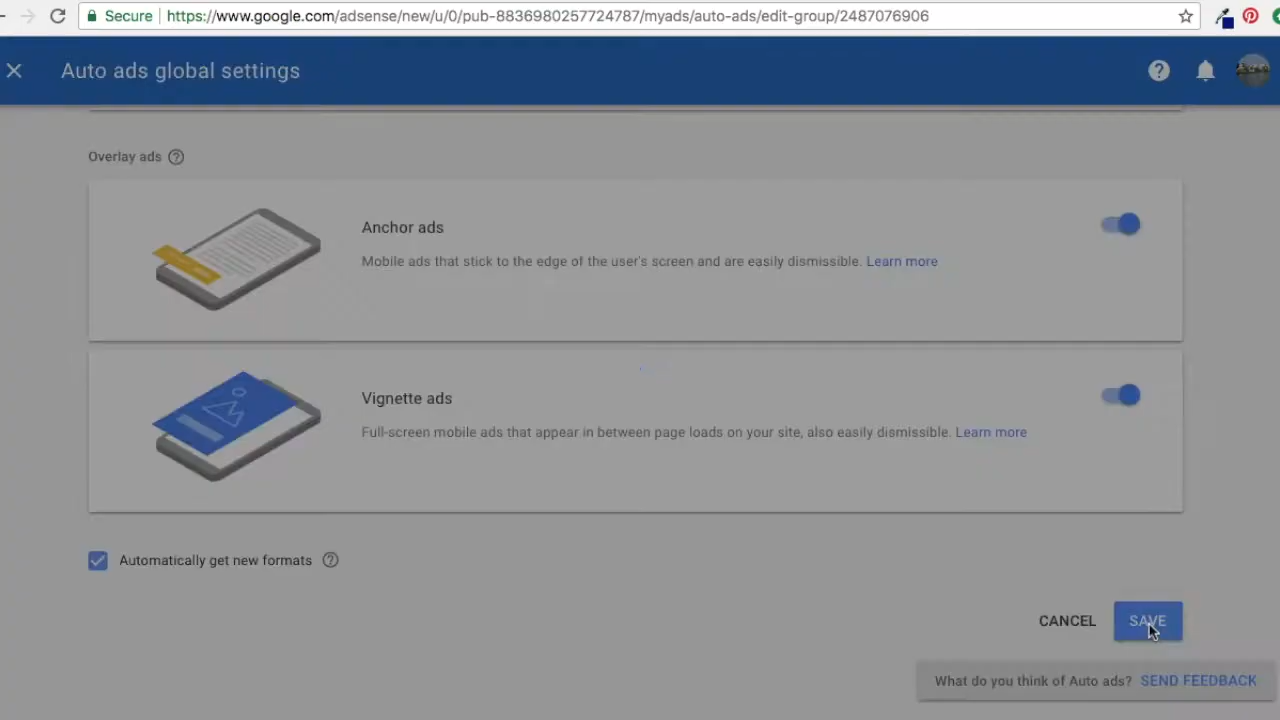 Secure https://www.google.com/adsense/new/u/0/pub-8836980257724787/myads/auto-ads/edit-group/2487076906
Auto ads global settings
Overlay ads
Anchor ads
Mobile ads that stick to the edge of the user's screen and are easily dismissible. Learn more
Vignette ads
Full-screen mobile ads that appear in between page loads on your site, also easily dismissible. Learn more
Automatically get new formats
CANCEL SAVE
What do you think of Auto ads? SEND FEEDBACK